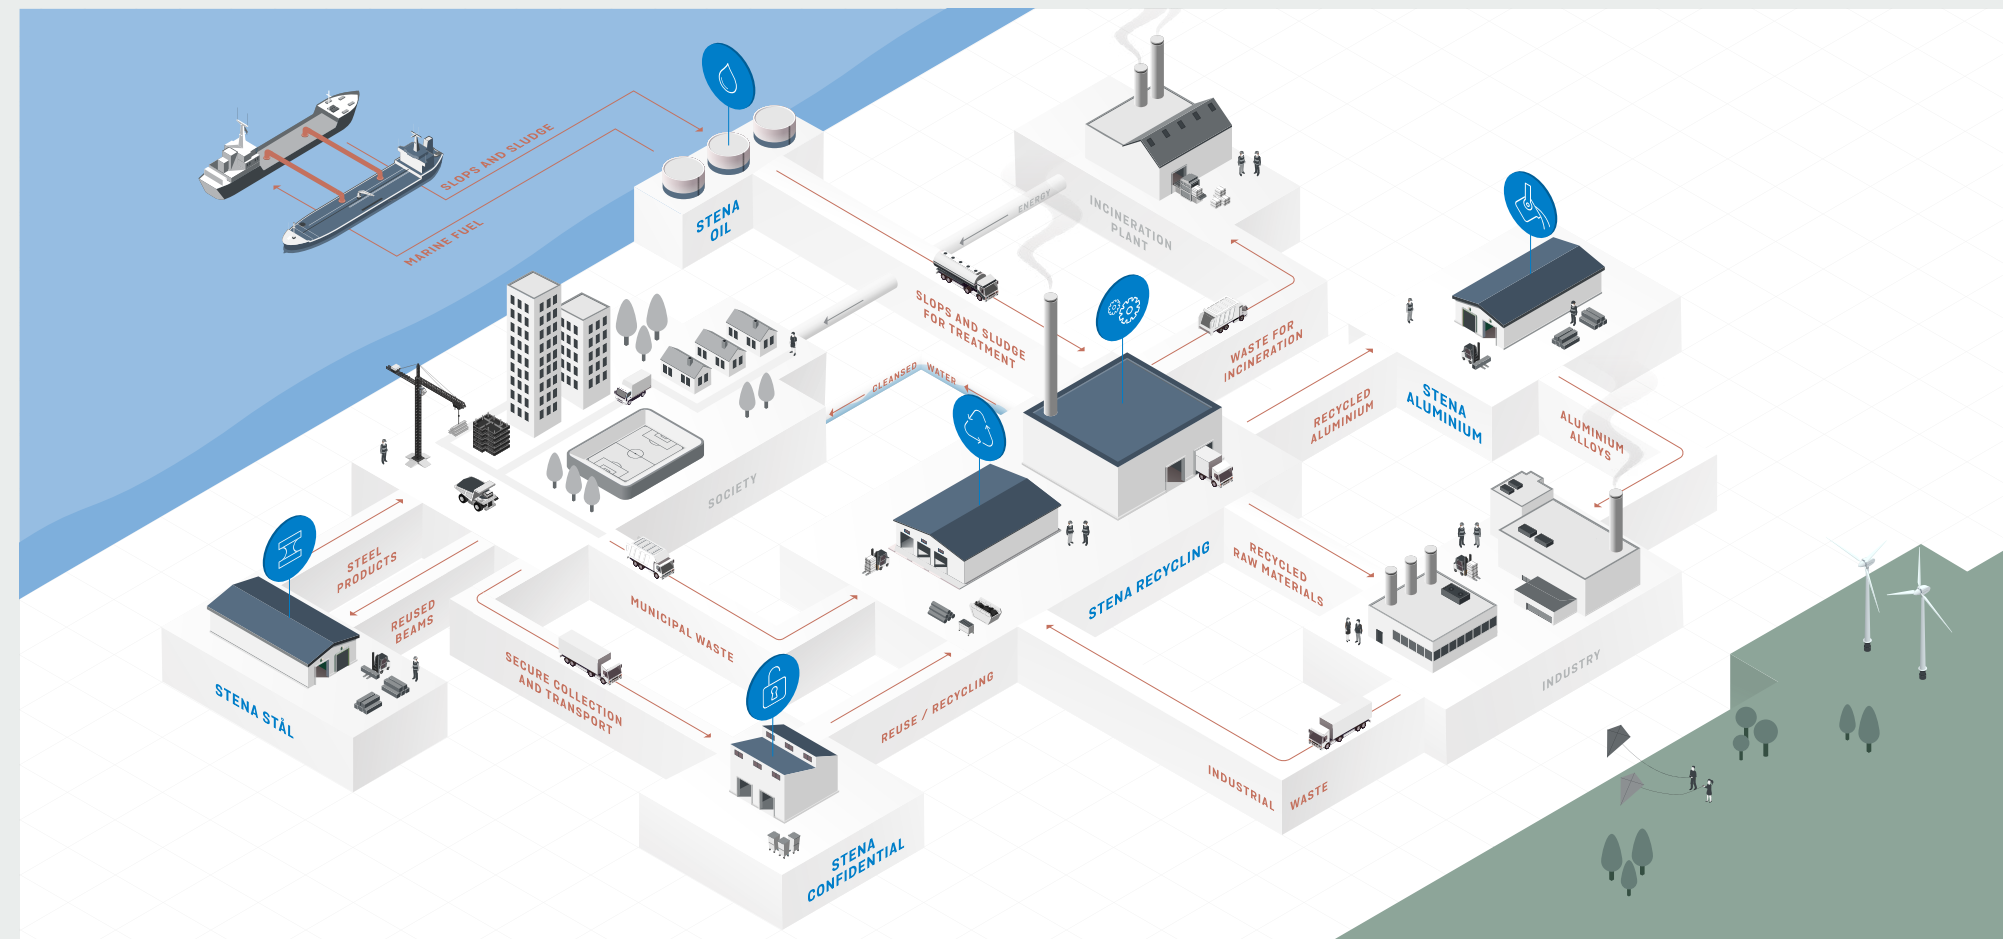 SLOPS AND SLUDGE
MARINE FUEL
STENA
OIL
ENERGY
INCINERATION
PLANT
SLOPS AND SLUDGE
FOR TREATMENT
WASTE FOR
INCINERATION
CLEANSED WATER
RECYCLED
ALUMINIUM
STENA
ALUMINIUM
ALUMINIUM
ALLOYS
SOCIETY
STEEL
PRODUCTS
REUSED
BEAMS
STENA STÅL
MUNICIPAL WASTE
SECURE COLLECTION
AND TRANSPORT
STENA RECYCLING
RECYCLED
RAW MATERIALS
INDUSTRY
REUSE / RECYCLING
INDUSTRIAL WASTE
STENA
CONFIDENTIAL